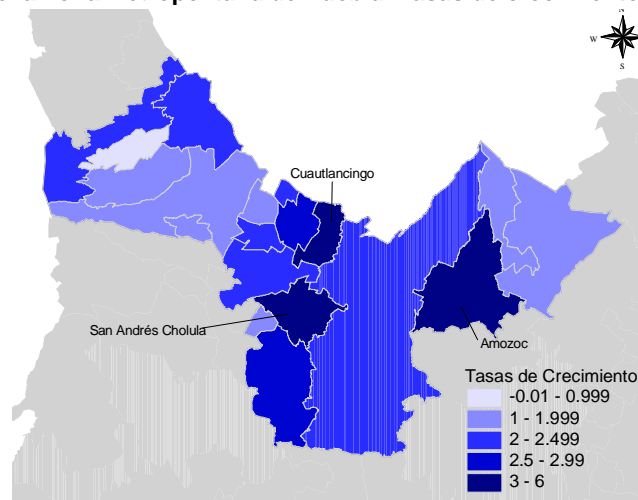 N
W
S
Cuautlancingo
San Andrés Cholula
Amozoc
Tasas de Crecimiento
-0.01 - 0.999
1 - 1.999
2 - 2.499
2.5 - 2.99
3 - 6